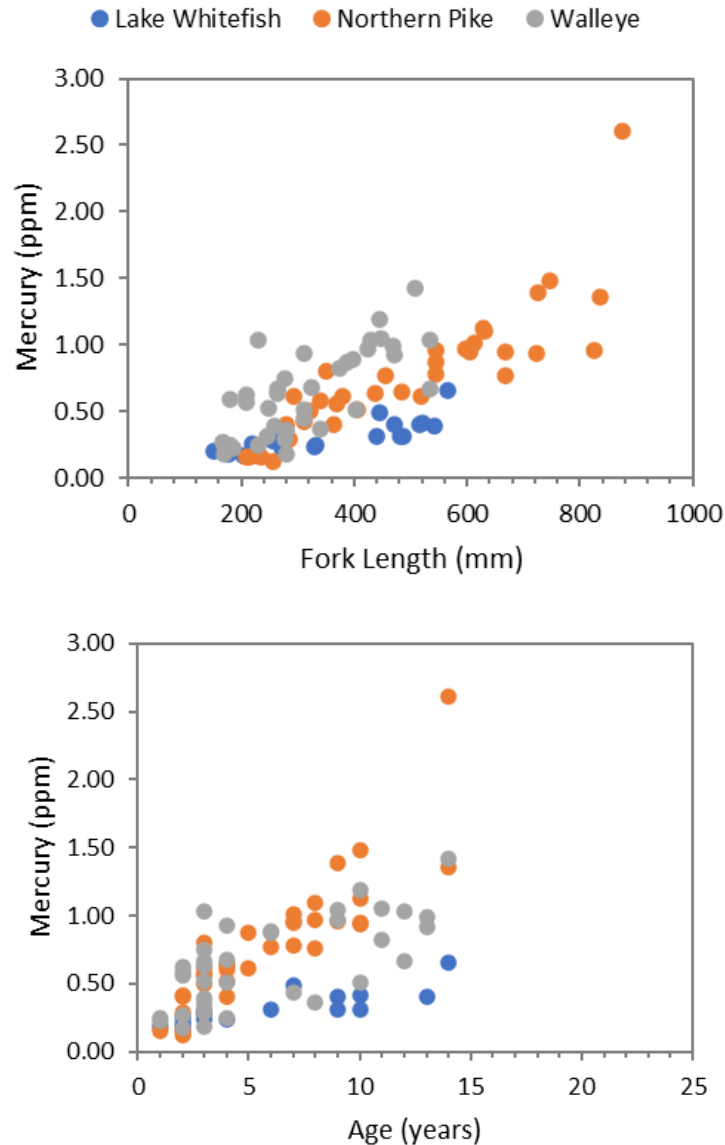 Lake Whitefish Northern Pike Walleye
3.00
2.50
2.00
1.50
1.00
0.50
0.00
Mercury (ppm)
0 200 400 600 800 1000
Fork Length (mm)
3.00
2.50
2.00
1.50
1.00
0.50
0.00
Mercury (ppm)
0 5 10 15 20 25
Age (years)